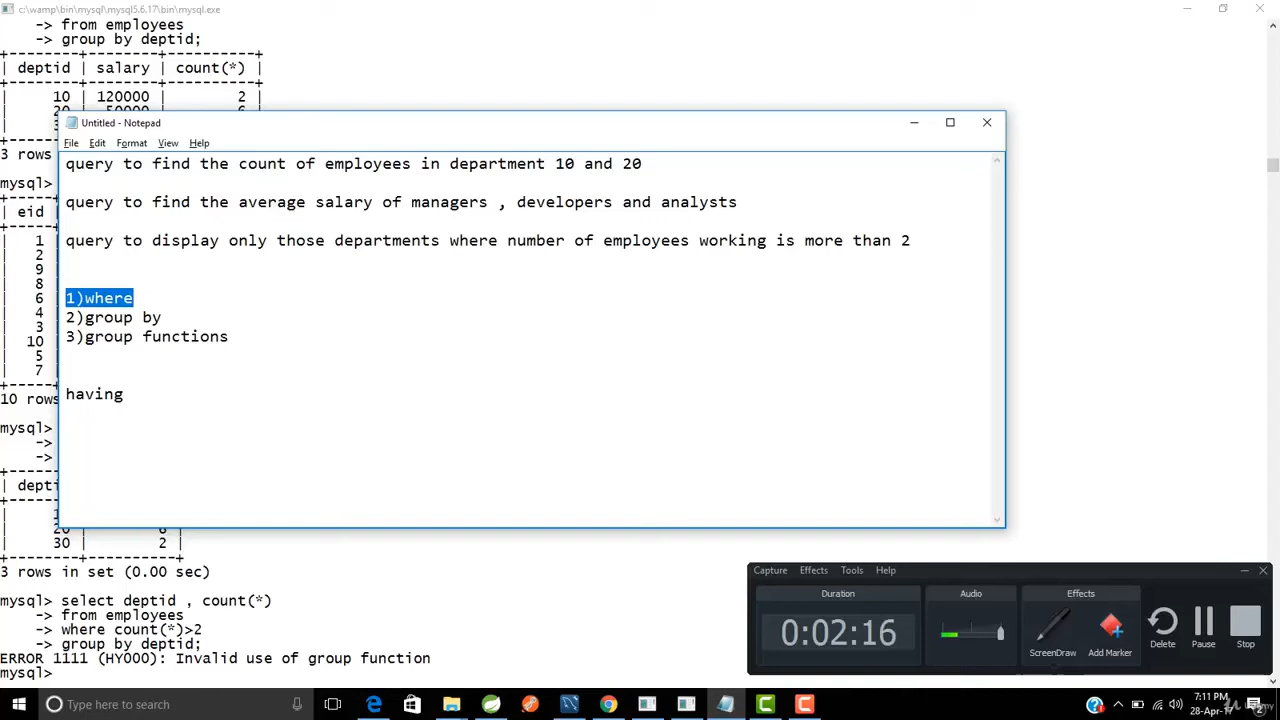 c:\wamp\bin\mysql\mysql5.6.17\bin\mysql.exe
-> from employees
-> group by deptid;
+--------+--------+----------+
| deptid | salary | count(*) |
+--------+--------+----------+
| 10 | 120000 | 2 |
3 rows
mysql>
| eid
| 1
| 2
| 9
| 8
| 6
| 4
| 3
| 10
| 5
| 7
10 rows
mysql>
->
->
| depti
Untitled - Notepad
File Edit Format View Help
query to find the count of employees in department 10 and 20
query to find the average salary of managers , developers and analysts
query to display only those departments where number of employees working is more than 2
1)where
2)group by
3)group functions
having
| 20 | 6 |
| 30 | 2 |
+--------+----------+
3 rows in set (0.00 sec)
mysql> select deptid , count(*)
-> from employees
-> where count(*)>2
-> group by deptid;
ERROR 1111 (HY000): Invalid use of group function
mysql>
Capture Effects Tools Help
Duration Audio Effects
0:02:16
ScreenDraw Add Marker Delete Pause Stop
Type here to search
7:11 PM
28-Apr-17